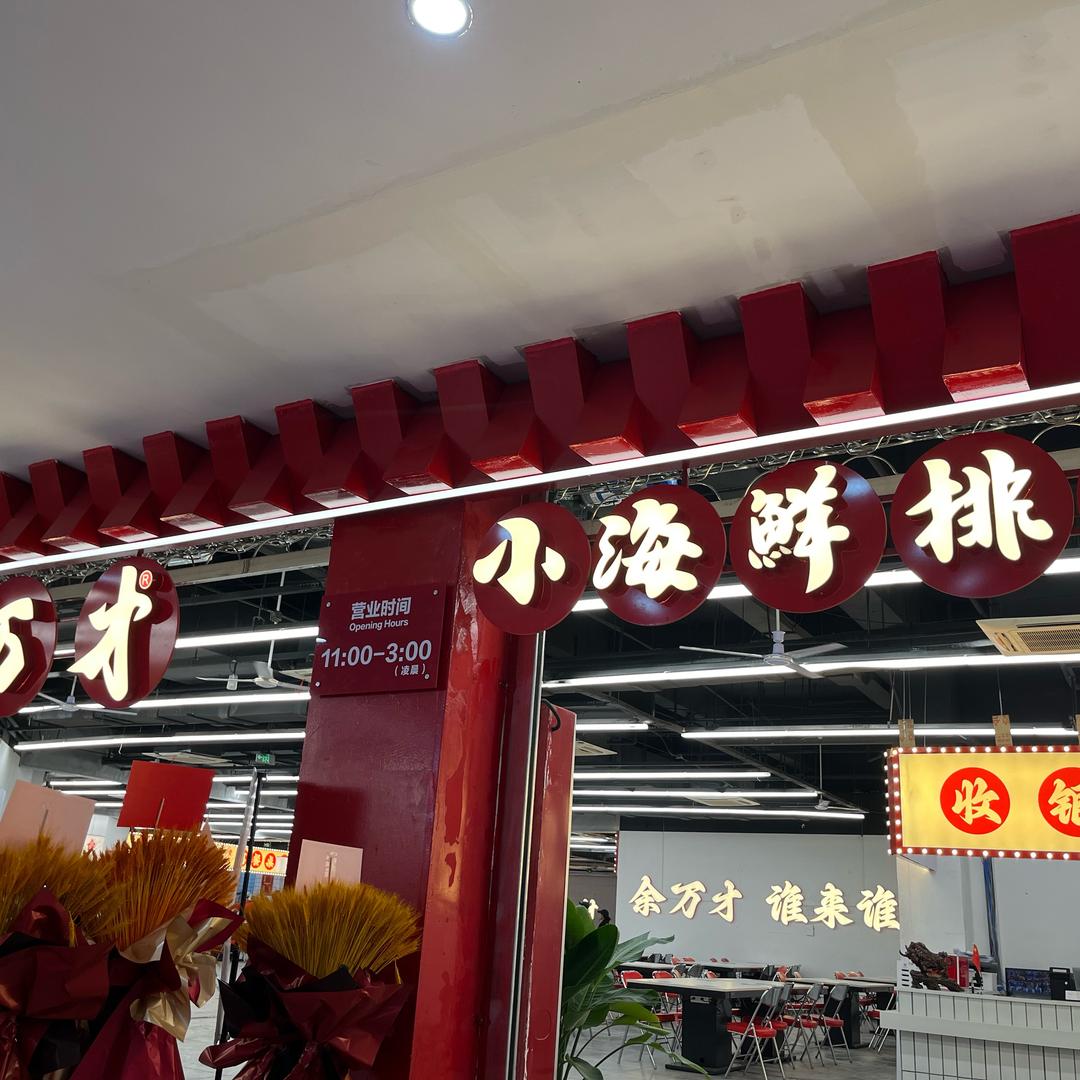 万才®
小海鲜排
营业时间
Opening Hours
11:00-3:00
(凌晨)
收银
余万才 谁来谁